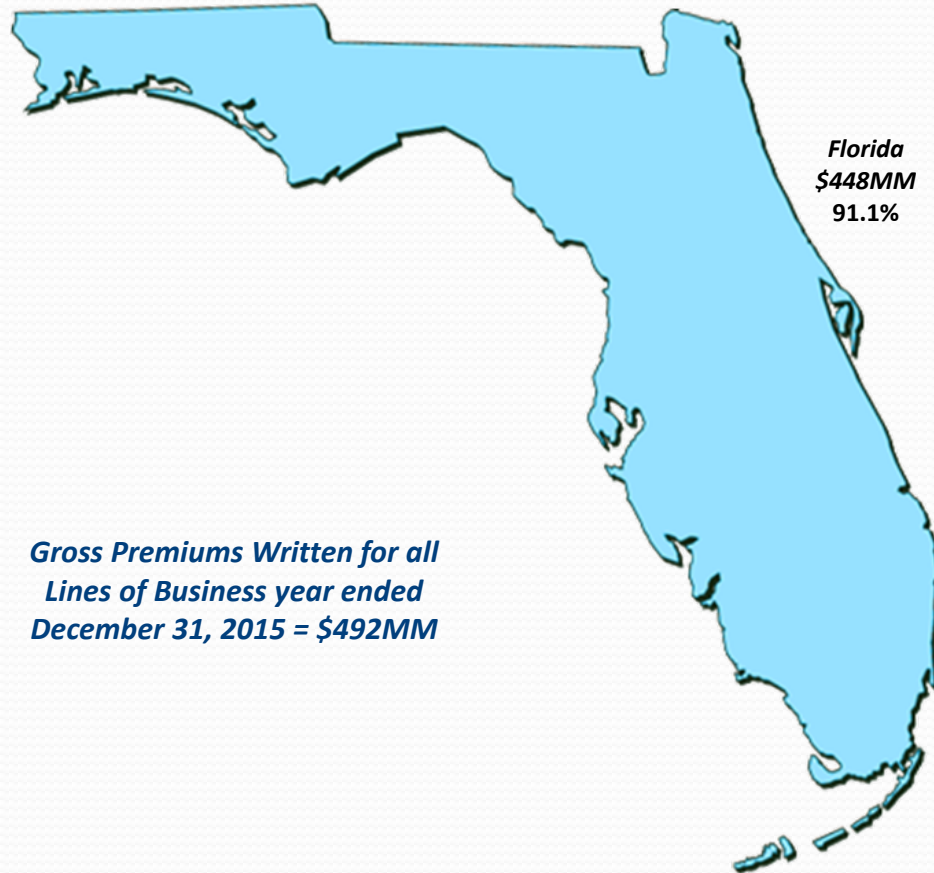 Florida
$448MM
91.1%
Gross Premiums Written for all
Lines of Business year ended
December 31, 2015 = $492MM